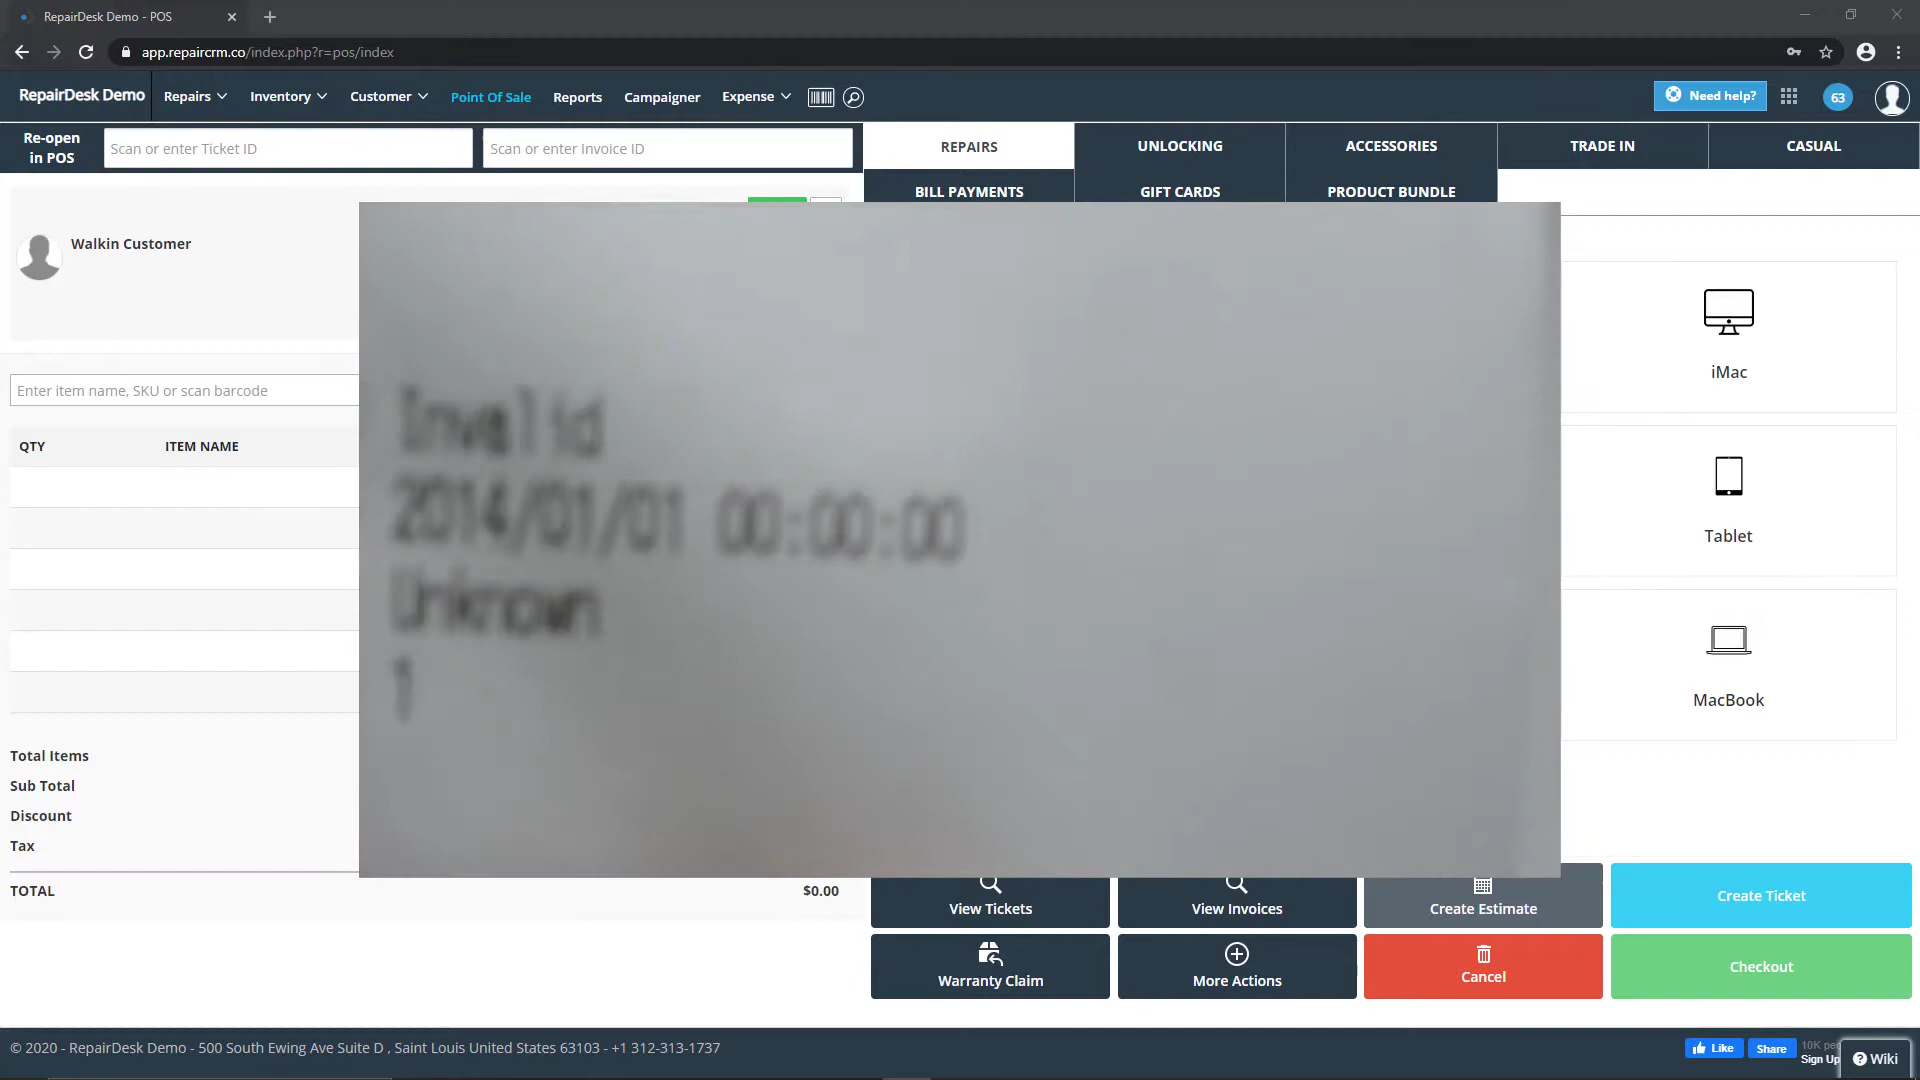 RepairDesk Demo - POS
app.repaircrm.co/index.php?r=pos/index
RepairDesk Demo
Repairs
Inventory
Customer
Point Of Sale
Reports
Campaigner
Expense
Need help?
63
Re-open
in POS
Scan or enter Ticket ID
Scan or enter Invoice ID
REPAIRS
UNLOCKING
ACCESSORIES
TRADE IN
CASUAL
BILL PAYMENTS
GIFT CARDS
PRODUCT BUNDLE
Walkin Customer
Enter item name, SKU or scan barcode
QTY
ITEM NAME
Invalid
2014/01/01 00:00:00
Unknown
1
iMac
Tablet
MacBook
Total Items
Sub Total
Discount
Tax
TOTAL
$0.00
View Tickets
View Invoices
Create Estimate
Create Ticket
Warranty Claim
More Actions
Cancel
Checkout
© 2020 - RepairDesk Demo - 500 South Ewing Ave Suite D , Saint Louis United States 63103 - +1 312-313-1737
Like
Share
10K
Sign Up
Wiki